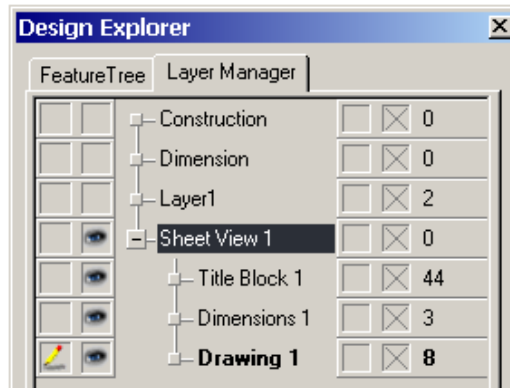 Design Explorer
FeatureTree Layer Manager
Construction 0
Dimension 0
Layer1 2
Sheet View 1 0
Title Block 1 44
Dimensions 1 3
Drawing 1 8